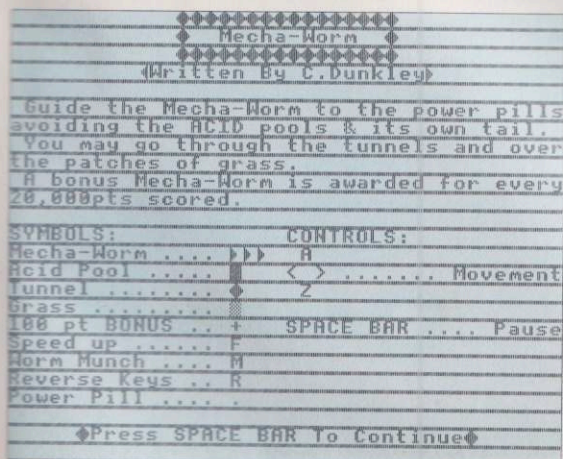 Mecha-Worm
(Written By C.Dunkley)
Guide the Mecha-Worm to the power pills
avoiding the ACID pools & its own tail.
You may go through the tunnels and over
the patches of grass.
A bonus Mecha-Worm is awarded for every
20,000pts scored.
SYMBOLS: CONTROLS:
Mecha-Worm .... A
Acid Pool ..... < > ....... Movement
Tunnel ........ Z
Grass .........
100 pt BONUS .. + SPACE BAR .... Pause
Speed up ...... F
Worm Munch .... M
Reverse Keys .. R
Power Pill .... .
Press SPACE BAR To Continue